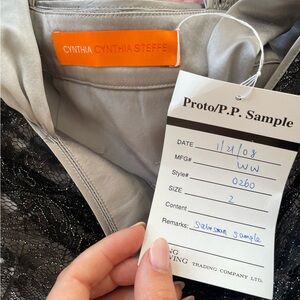 CYNTHIA CYNTHIA STEFFE
Proto/P.P. Sample
DATE 1/21/08
MFG# WW
Style# 0260
SIZE 2
Content
Remarks: Salesman Sample
TRADING COMPANY LTD.